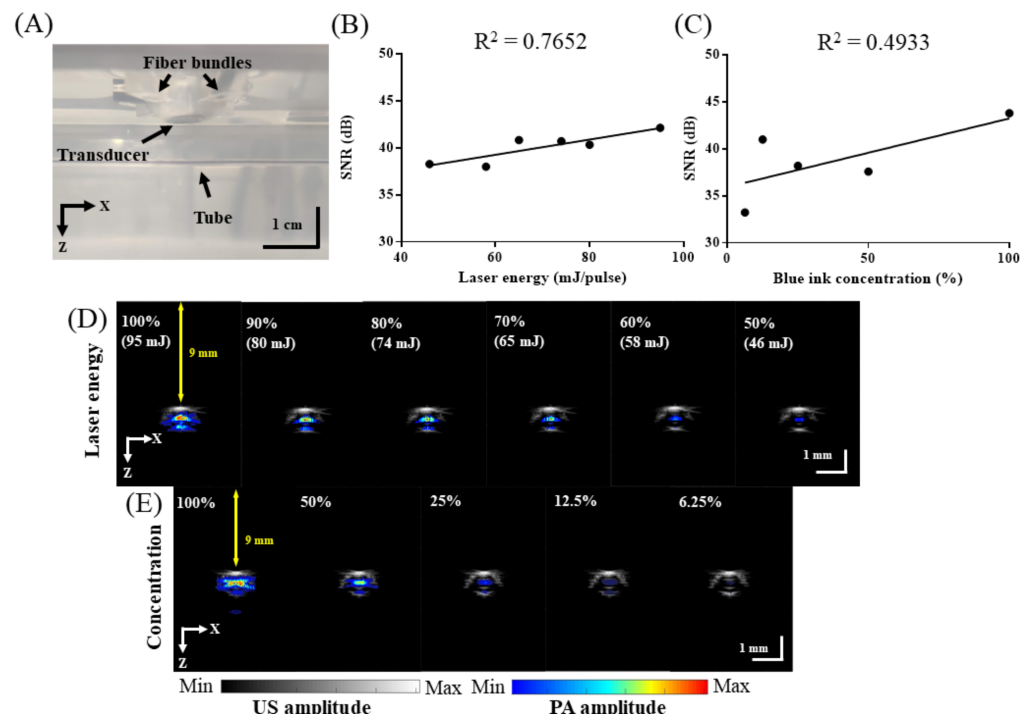 (A)
Fiber bundles
Transducer
Tube
X
Z
1 cm
(B)
R² = 0.7652
SNR (dB)
50
45
40
35
30
40
60
80
100
Laser energy (mJ/pulse)
(C)
R² = 0.4933
SNR (dB)
50
45
40
35
30
0
50
100
Blue ink concentration (%)
(D)
Laser energy
100%
(95 mJ)
9 mm
X
Z
90%
(80 mJ)
80%
(74 mJ)
70%
(65 mJ)
60%
(58 mJ)
50%
(46 mJ)
1 mm
(E)
Concentration
100%
9 mm
X
Z
50%
25%
12.5%
6.25%
1 mm
Min
Max
US amplitude
Min
Max
PA amplitude